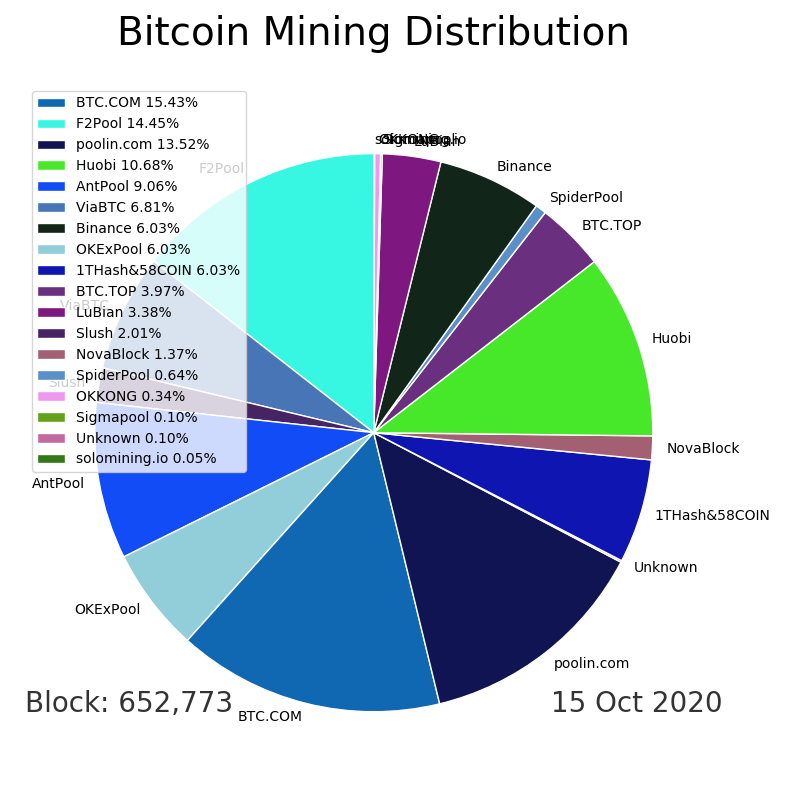 Bitcoin Mining Distribution
BTC.COM 15.43%
F2Pool 14.45%
poolin.com 13.52%
Huobi 10.68%
AntPool 9.06%
ViaBTC 6.81%
Binance 6.03%
OKExPool 6.03%
1THash&58COIN 6.03%
BTC.TOP 3.97%
LuBian 3.38%
Slush 2.01%
NovaBlock 1.37%
SpiderPool 0.64%
OKKONG 0.34%
Sigmapool 0.10%
Unknown 0.10%
solomining.io 0.05%
solomining.io
OKKONG
Sigmapool
LuBian
Binance
SpiderPool
BTC.TOP
Huobi
NovaBlock
1THash&58COIN
Unknown
poolin.com
BTC.COM
OKExPool
AntPool
Slush
ViaBTC
F2Pool
Block: 652,773
15 Oct 2020